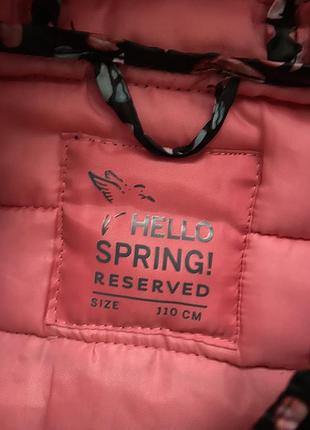 HELLO
SPRING!
RESERVED
SIZE 110 CM